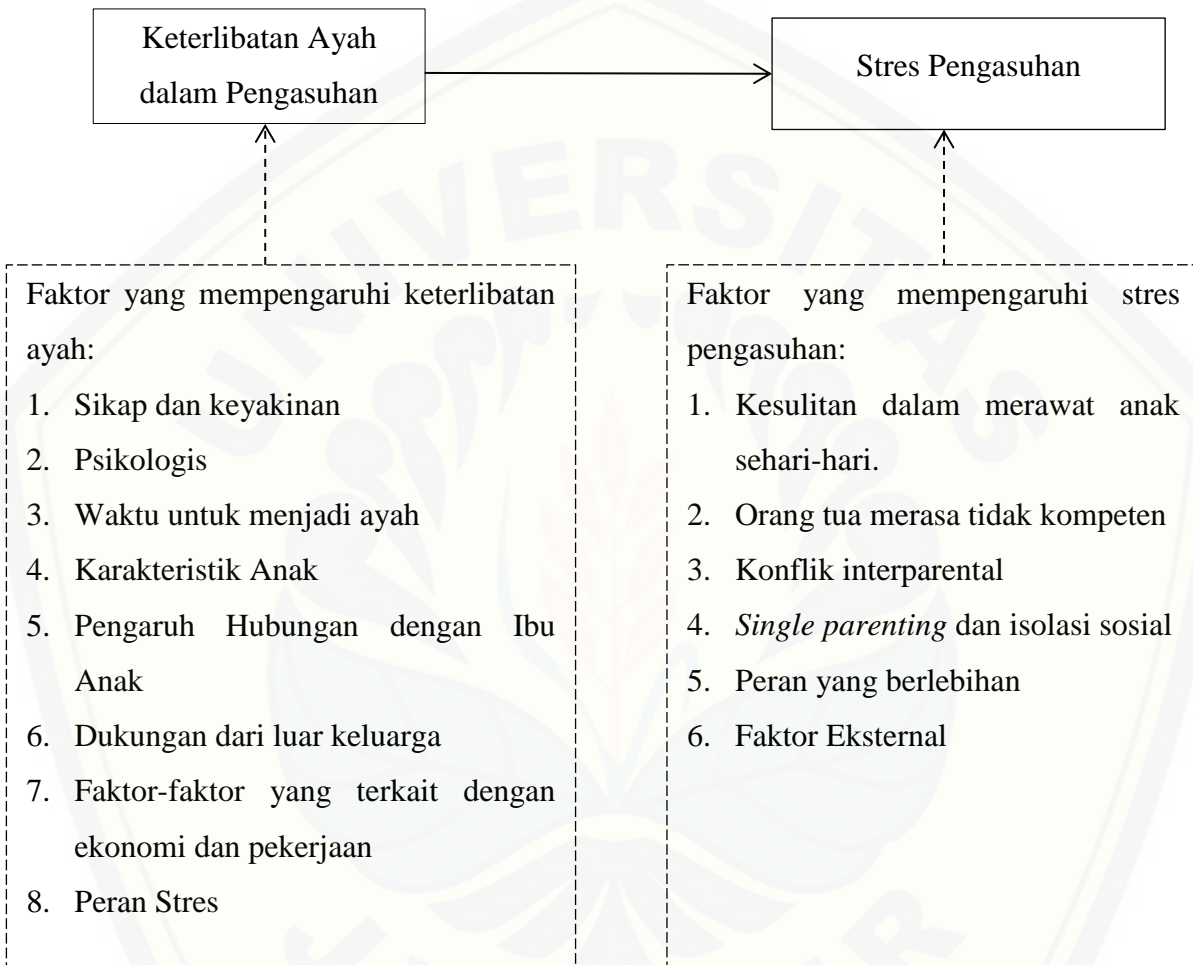 Keterlibatan Ayah
dalam Pengasuhan
Stres Pengasuhan
Faktor yang mempengaruhi keterlibatan
ayah:
1. Sikap dan keyakinan
2. Psikologis
3. Waktu untuk menjadi ayah
4. Karakteristik Anak
5. Pengaruh Hubungan dengan Ibu
Anak
6. Dukungan dari luar keluarga
7. Faktor-faktor yang terkait dengan
ekonomi dan pekerjaan
8. Peran Stres
Faktor yang mempengaruhi stres
pengasuhan:
1. Kesulitan dalam merawat anak
sehari-hari.
2. Orang tua merasa tidak kompeten
3. Konflik interparental
4. Single parenting dan isolasi sosial
5. Peran yang berlebihan
6. Faktor Eksternal
UNIVERSITAS